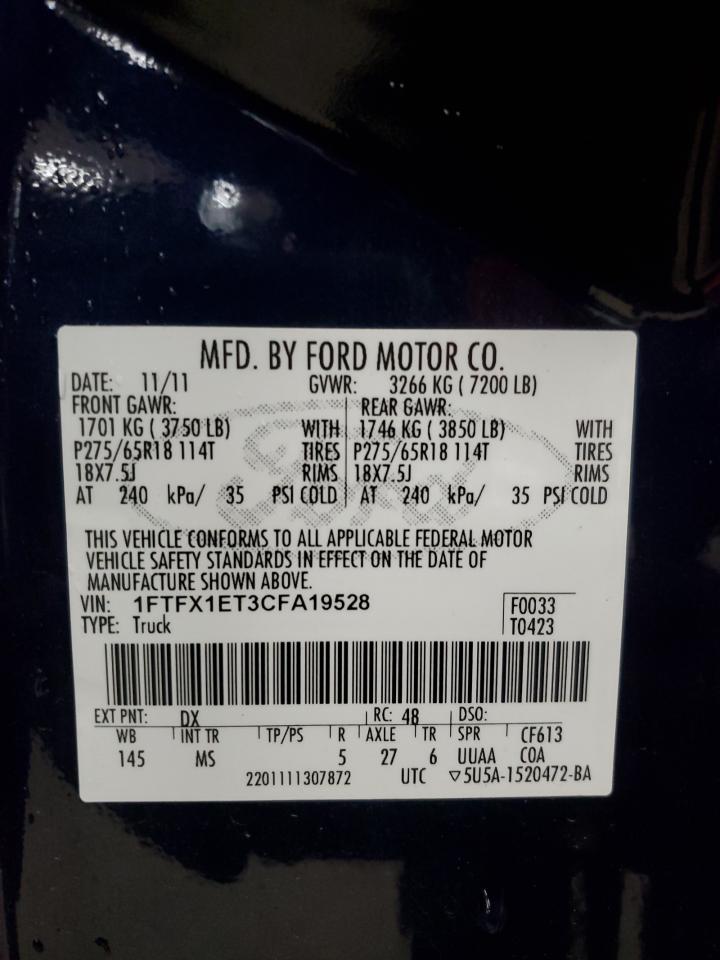 MFD. BY FORD MOTOR CO.
DATE: 11/11 GVWR: 3266 KG ( 7200 LB)
FRONT GAWR: REAR GAWR:
1701 KG ( 3750 LB) WITH 1746 KG ( 3850 LB) WITH
P275/65R18 114T TIRES P275/65R18 114T TIRES
18X7.5J RIMS 18X7.5J RIMS
AT 240 kPa/ 35 PSI COLD AT 240 kPa/ 35 PSI COLD
Ford
THIS VEHICLE CONFORMS TO ALL APPLICABLE FEDERAL MOTOR
VEHICLE SAFETY STANDARDS IN EFFECT ON THE DATE OF
MANUFACTURE SHOWN ABOVE.
VIN: 1FTFX1ET3CFA19528 F0033
TYPE: Truck T0423
EXT PNT: DX RC: 48 DSO:
WB INT TR TP/PS R AXLE TR SPR CF613
145 MS 5 27 6 UUAA COA
2201111307872 UTC ▽5U5A-1520472-BA